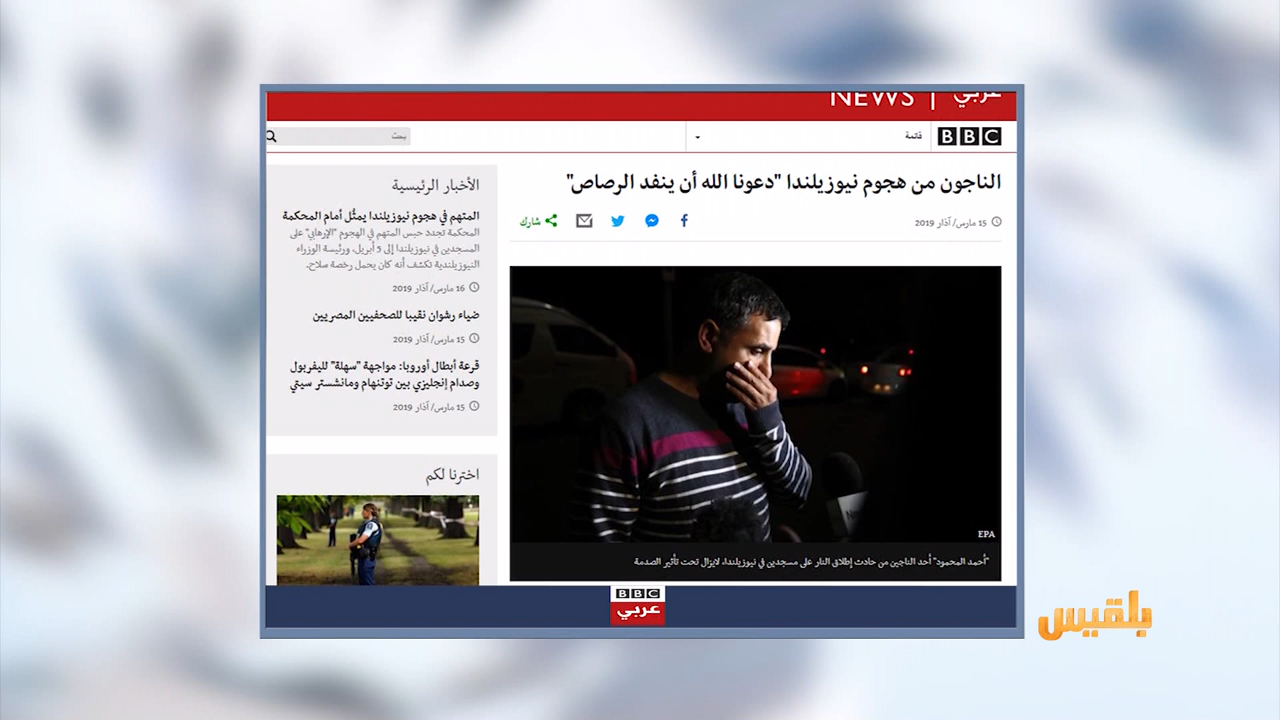 عربي | NEWS
BBC
قائمة
بحث
الناجون من هجوم نيوزيلندا "دعونا الله أن ينفد الرصاص"
15 مارس/ آذار 2019
شارك
EPA
"أحمد المحمود" أحد الناجين من حادث إطلاق النار على مسجدين في نيوزيلندا، لايزال تحت تأثير الصدمة
الأخبار الرئيسية
المتهم في هجوم نيوزيلندا يمثُل أمام المحكمة
المحكمة تجدد حبس المتهم في الهجوم "الإرهابي" على
المسجدين في نيوزيلندا إلى 5 أبريل، ورئيسة الوزراء
النيوزيلندية تكشف أنه كان يحمل رخصة سلاح.
16 مارس/ آذار 2019
ضياء رشوان نقيبا للصحفيين المصريين
15 مارس/ آذار 2019
قرعة أبطال أوروبا: مواجهة "سهلة" لليفربول
وصدام إنجليزي بين توتنهام ومانشستر سيتي
15 مارس/ آذار 2019
اخترنا لكم
BBC
عربي
بلقيس